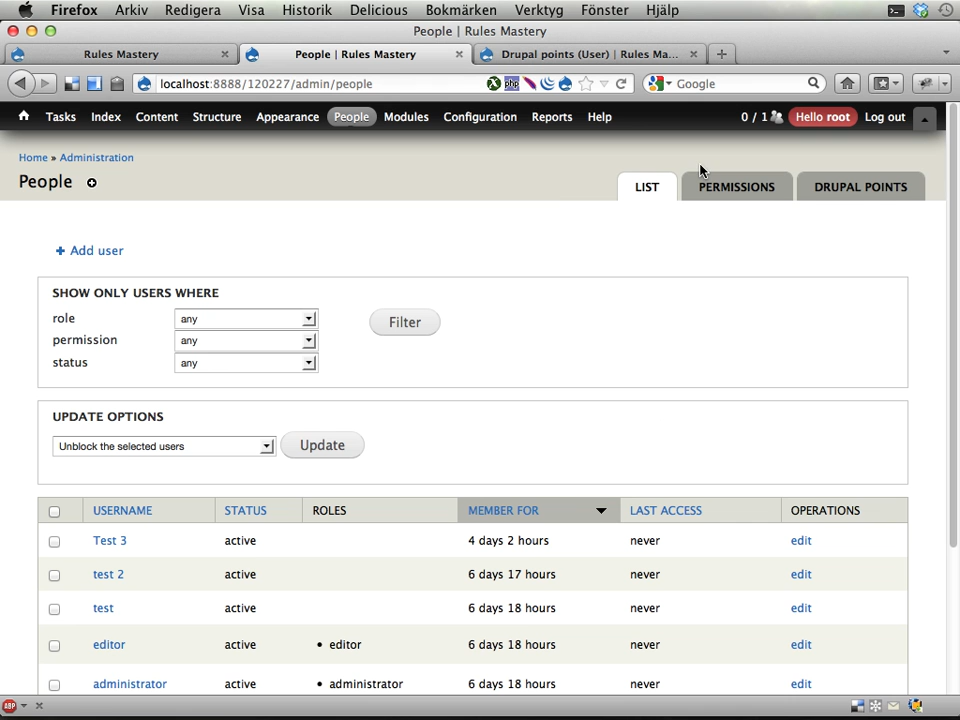 Firefox Arkiv Redigera Visa Historik Delicious Bokmärken Verktyg Fönster Hjälp
People | Rules Mastery
Rules Mastery People | Rules Mastery Drupal points (User) | Rules Ma...
localhost:8888/120227/admin/people php Google
Tasks Index Content Structure Appearance People Modules Configuration Reports Help 0 / 1 Hello root Log out
Home » Administration
People
LIST PERMISSIONS DRUPAL POINTS
+ Add user
SHOW ONLY USERS WHERE
role any
permission any
status any
Filter
UPDATE OPTIONS
Unblock the selected users Update
USERNAME STATUS ROLES MEMBER FOR LAST ACCESS OPERATIONS
Test 3 active 4 days 2 hours never edit
test 2 active 6 days 17 hours never edit
test active 6 days 18 hours never edit
editor active • editor 6 days 18 hours never edit
administrator active • administrator 6 days 18 hours never edit
ABP